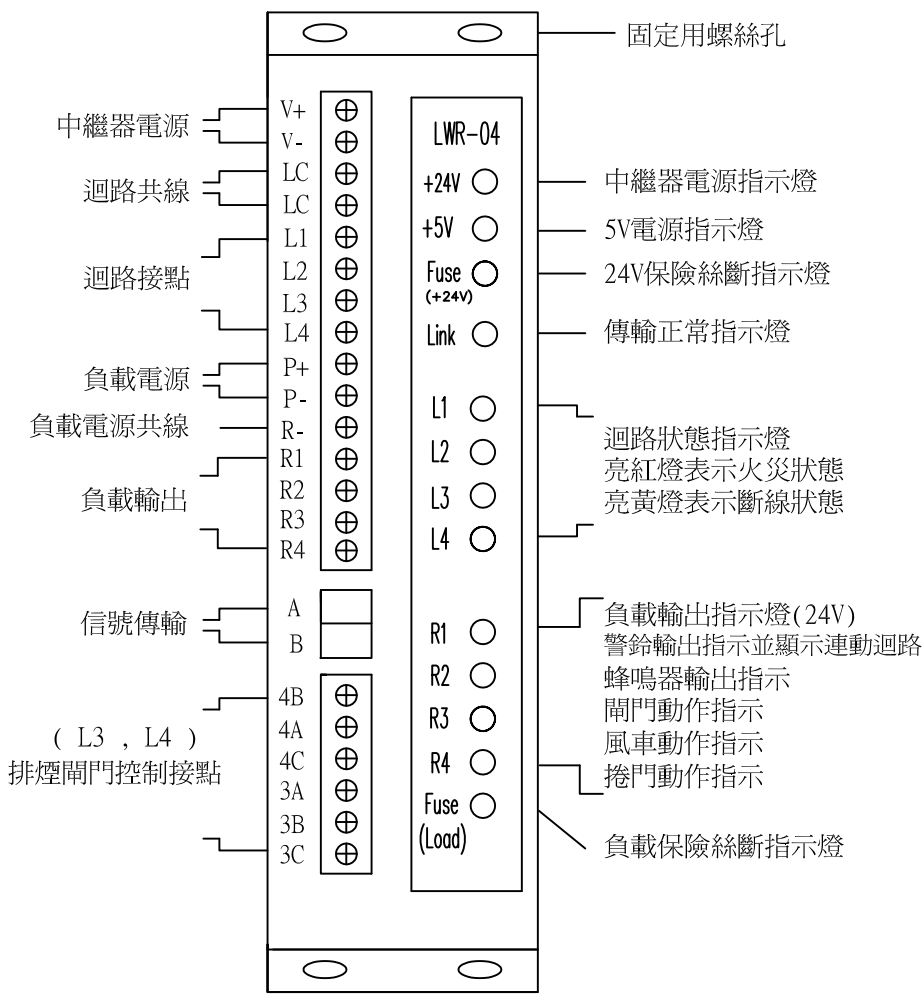 固定用螺絲孔
中繼器電源
迴路共線
迴路接點
負載電源
負載電源共線
負載輸出
信號傳輸
( L3 , L4 )
排煙閘門控制接點
V+
V-
LC
LC
L1
L2
L3
L4
P+
P-
R-
R1
R2
R3
R4
A
B
4B
4A
4C
3A
3B
3C
LWR-04
+24V
+5V
Fuse
(+24V)
Link
L1
L2
L3
L4
R1
R2
R3
R4
Fuse
(Load)
中繼器電源指示燈
5V電源指示燈
24V保險絲斷指示燈
傳輸正常指示燈
迴路狀態指示燈
亮紅燈表示火災狀態
亮黃燈表示斷線狀態
負載輸出指示燈(24V)
警鈴輸出指示並顯示連動迴路
蜂鳴器輸出指示
閘門動作指示
風車動作指示
捲門動作指示
負載保險絲斷指示燈